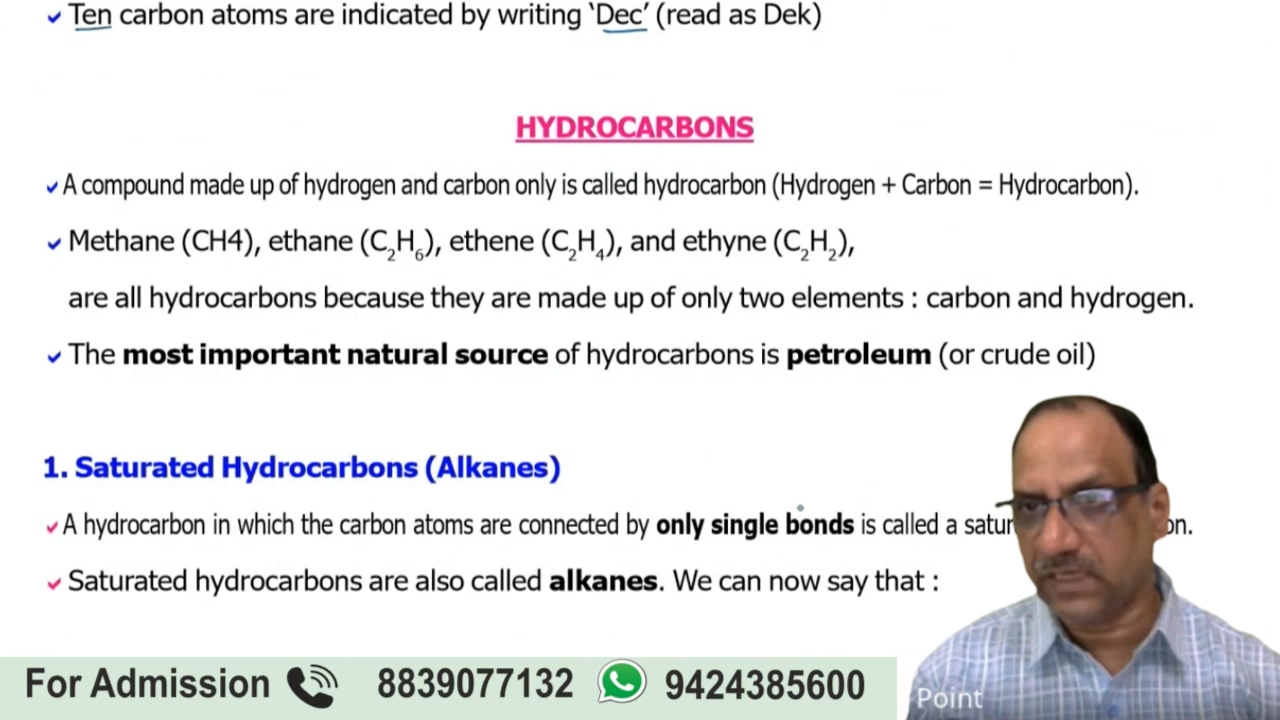 ✓ Ten carbon atoms are indicated by writing ‘Dec’ (read as Dek)
HYDROCARBONS
✓ A compound made up of hydrogen and carbon only is called hydrocarbon (Hydrogen + Carbon = Hydrocarbon).
✓ Methane (CH4), ethane (C₂H₆), ethene (C₂H₄), and ethyne (C₂H₂),
are all hydrocarbons because they are made up of only two elements : carbon and hydrogen.
✓ The most important natural source of hydrocarbons is petroleum (or crude oil)
1. Saturated Hydrocarbons (Alkanes)
✓ A hydrocarbon in which the carbon atoms are connected by only single bonds is called a
✓ Saturated hydrocarbons are also called alkanes. We can now say that :
For Admission 8839077132 9424385600
Point